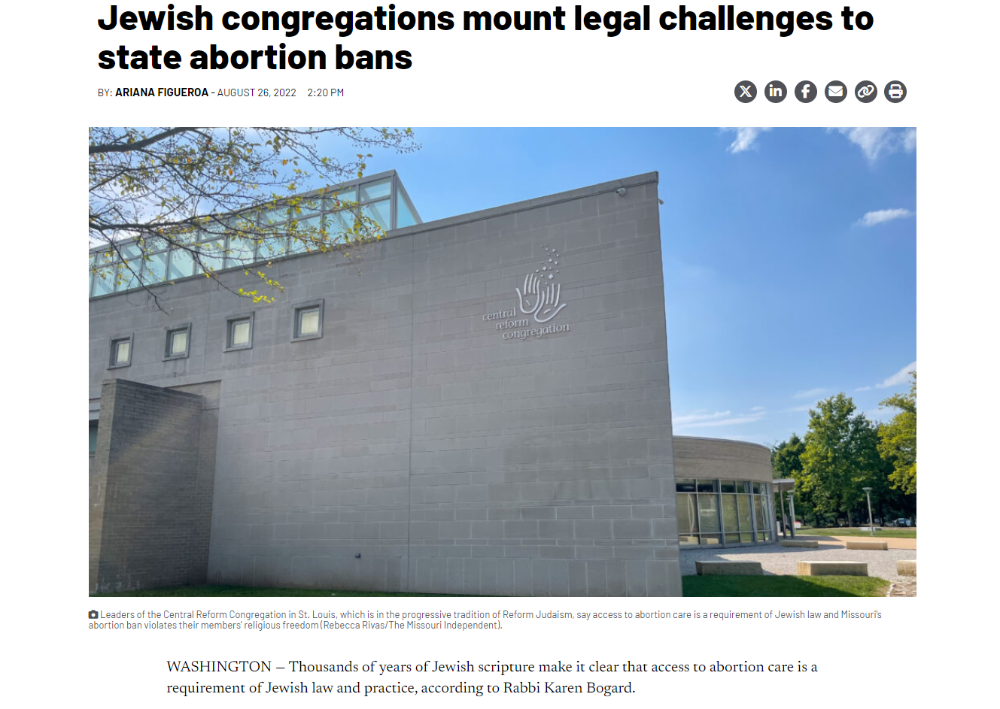 Jewish congregations mount legal challenges to
state abortion bans
BY: ARIANA FIGUEROA - AUGUST 26, 2022 2:20 PM
central
reform
congregation
Leaders of the Central Reform Congregation in St. Louis, which is in the progressive tradition of Reform Judaism, say access to abortion care is a requirement of Jewish law and Missouri's
abortion ban violates their members' religious freedom (Rebecca Rivas/The Missouri Independent).
WASHINGTON – Thousands of years of Jewish scripture make it clear that access to abortion care is a
requirement of Jewish law and practice, according to Rabbi Karen Bogard.